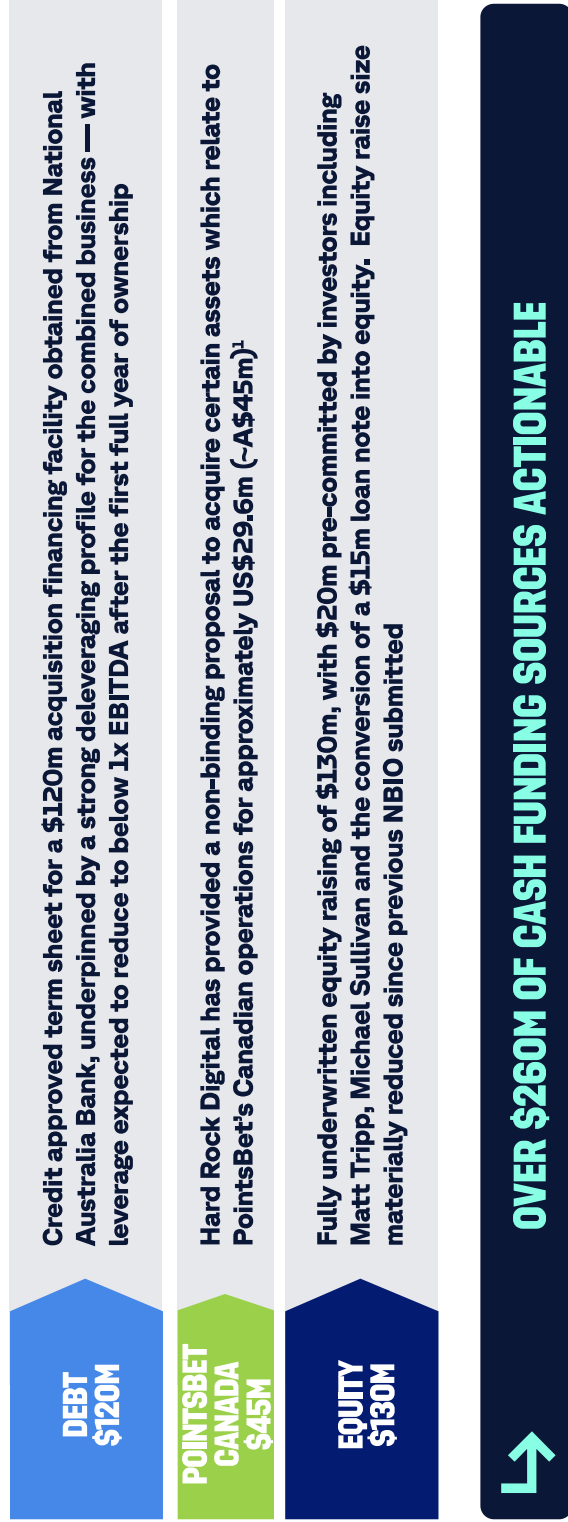 DEBT
$120M
Credit approved term sheet for a $120m acquisition financing facility obtained from National
Australia Bank, underpinned by a strong deleveraging profile for the combined business — with
leverage expected to reduce to below 1x EBITDA after the first full year of ownership
POINTSBET
CANADA
$45M
Hard Rock Digital has provided a non-binding proposal to acquire certain assets which relate to
PointsBet's Canadian operations for approximately US$29.6m (~A$45m)¹
EQUITY
$130M
Fully underwritten equity raising of $130m, with $20m pre-committed by investors including
Matt Tripp, Michael Sullivan and the conversion of a $15m loan note into equity. Equity raise size
materially reduced since previous NBIO submitted
OVER $260M OF CASH FUNDING SOURCES ACTIONABLE